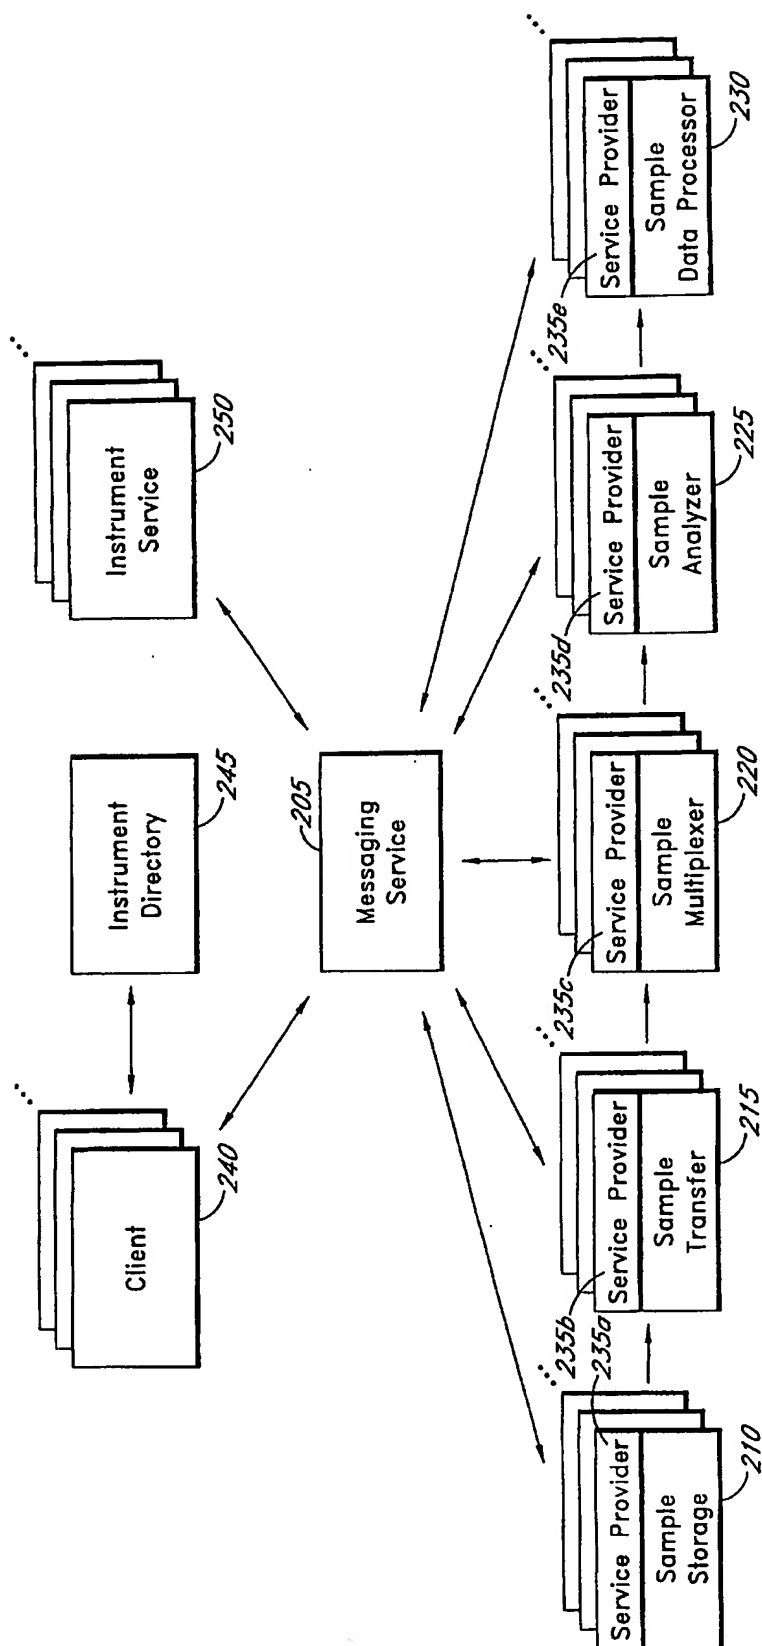 Client
240
Instrument
Directory
245
Instrument
Service
250
Messaging
Service
205
Service Provider
235a
Sample
Storage
210
Service Provider
235b
Sample
Transfer
215
Service Provider
235c
Sample
Multiplexer
220
Service Provider
235d
Sample
Analyzer
225
Service Provider
235e
Sample
Data Processor
230